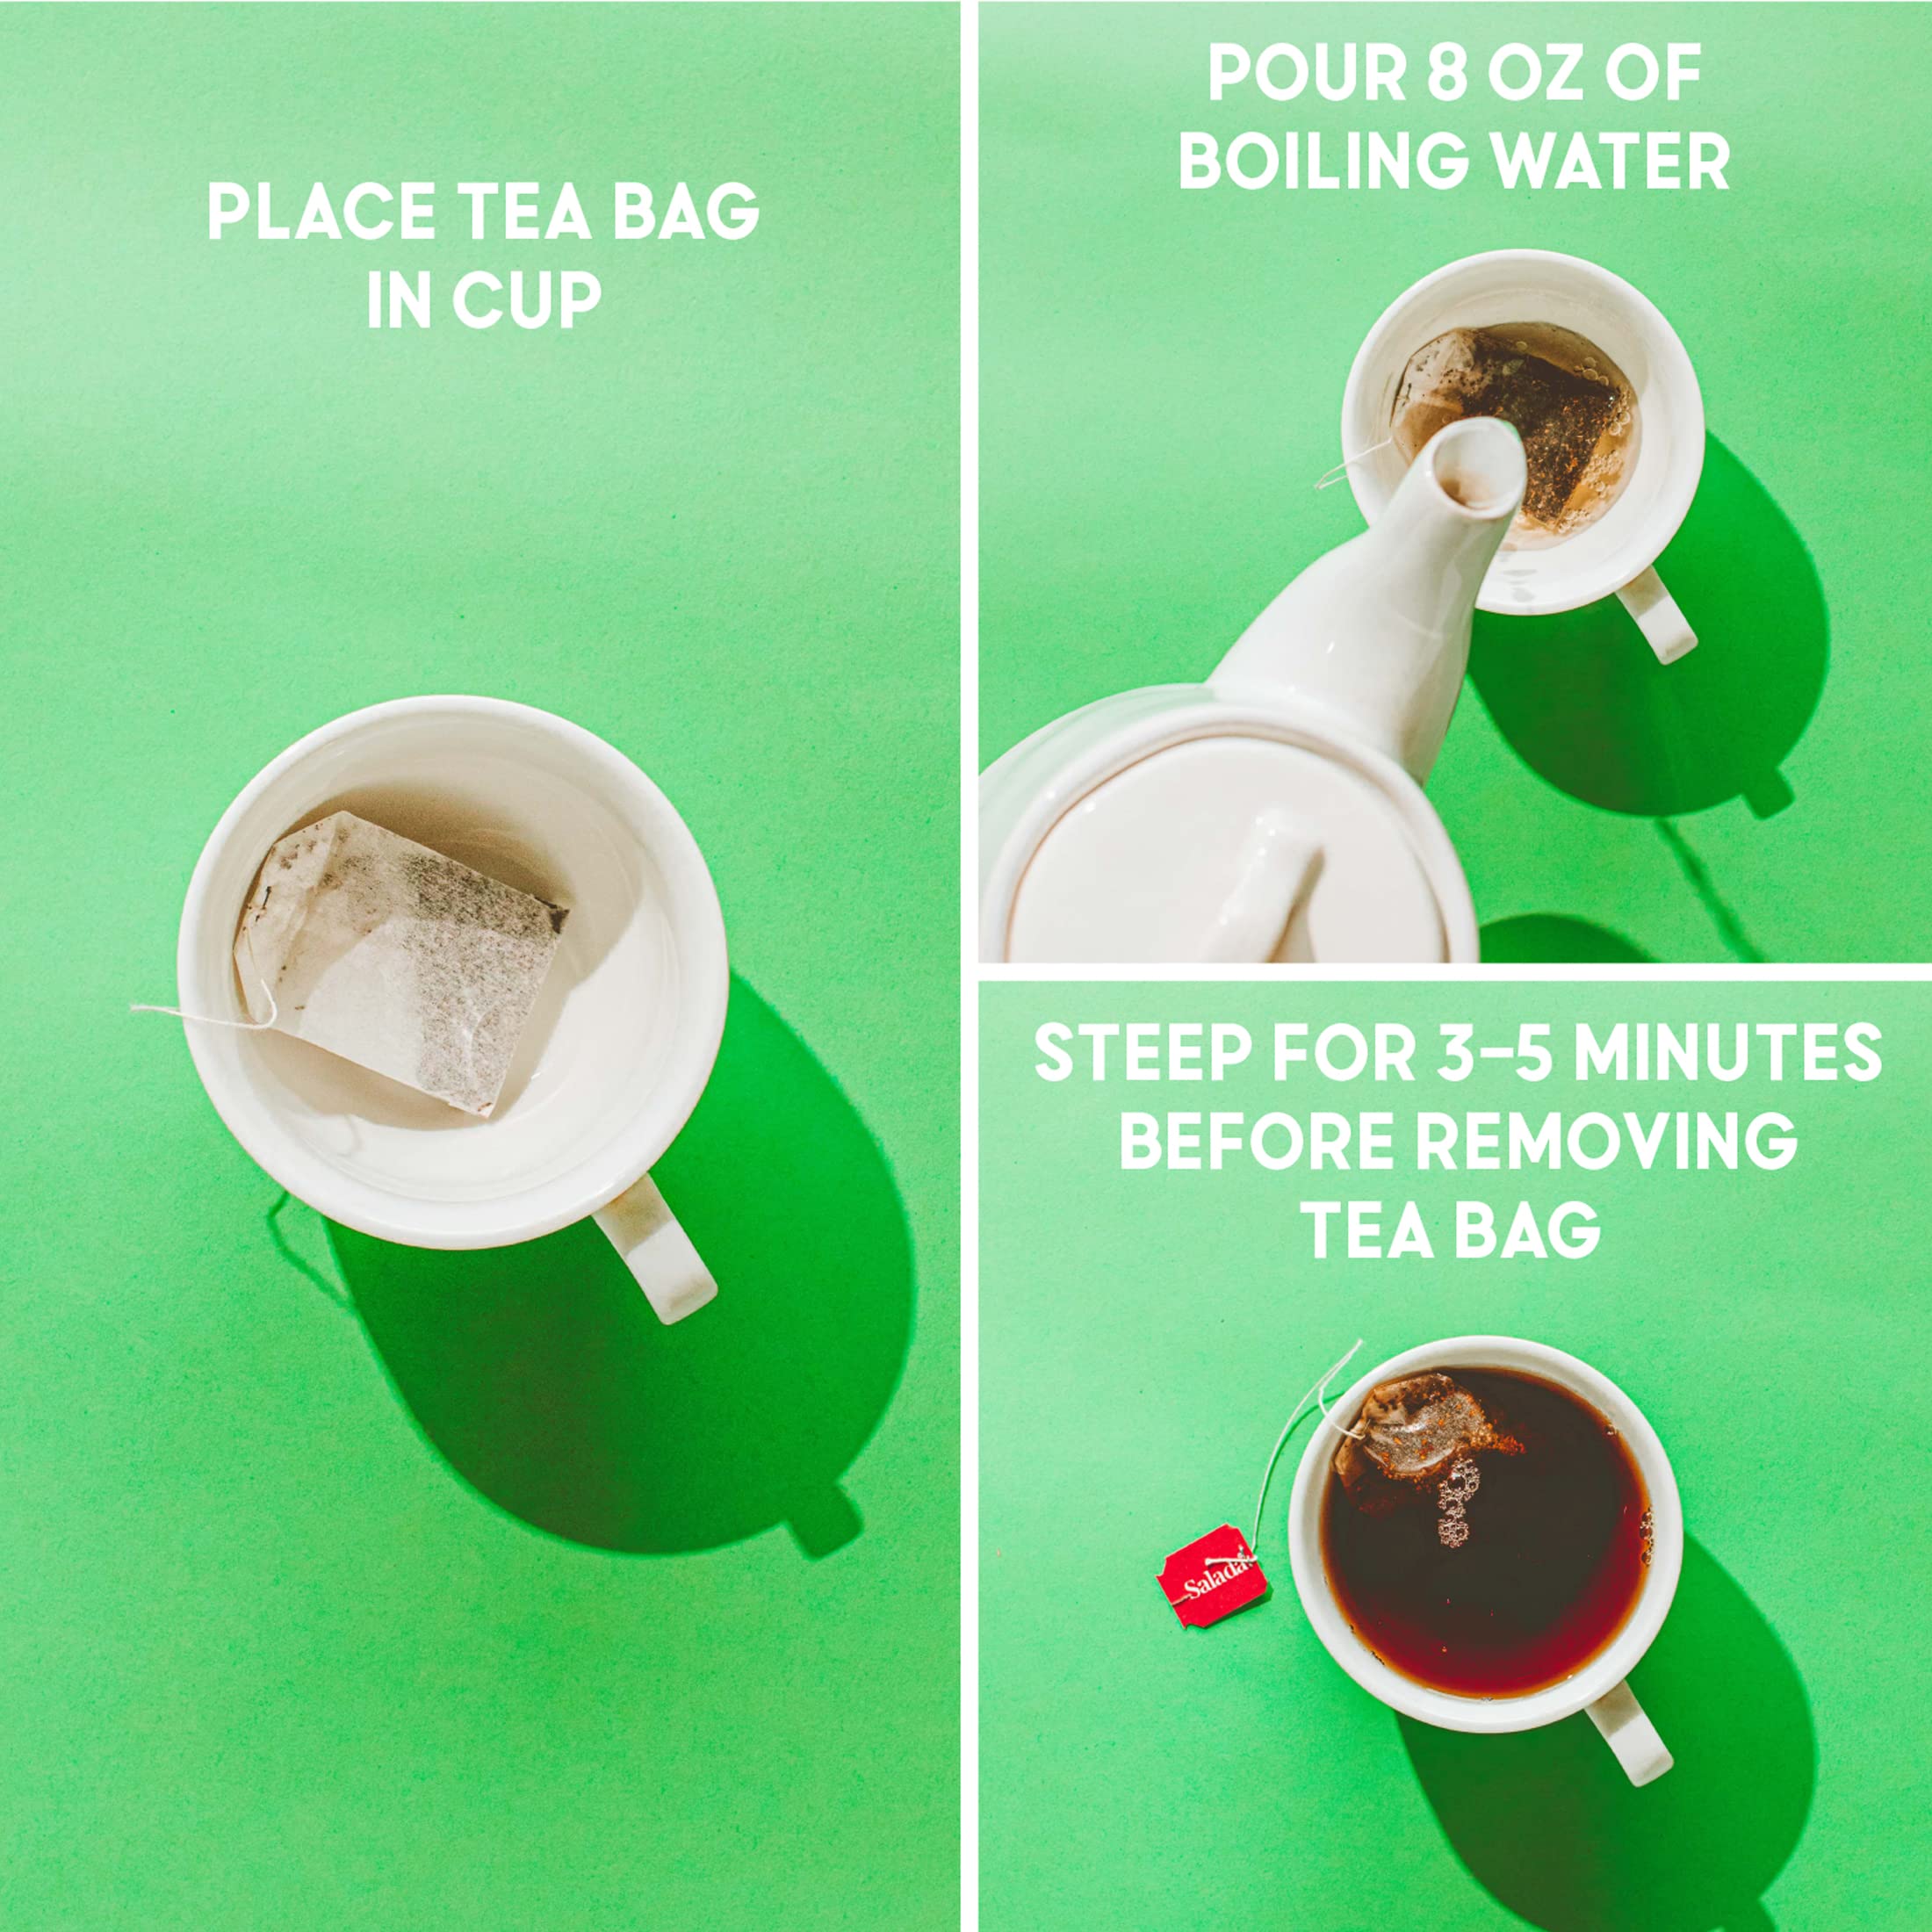 PLACE TEA BAG
IN CUP
POUR 8 OZ OF
BOILING WATER
STEEP FOR 3–5 MINUTES
BEFORE REMOVING
TEA BAG
Salada